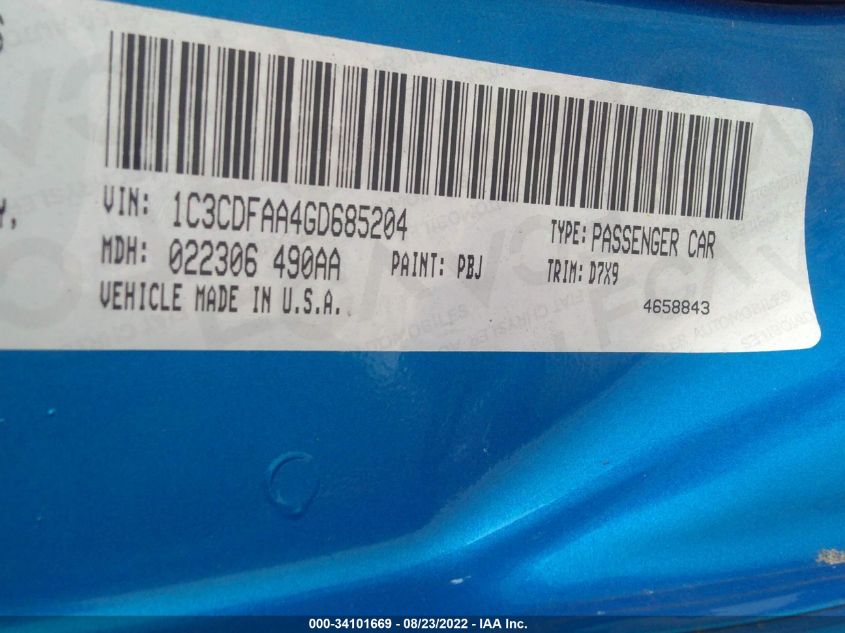 VIN: 1C3CDFAA4GD685204
TYPE: PASSENGER CAR
MDH: 022306 490AA
PAINT: PBJ
TRIM: D7X9
VEHICLE MADE IN U.S.A.
4658843
000-34101669 - 08/23/2022 - IAA Inc.